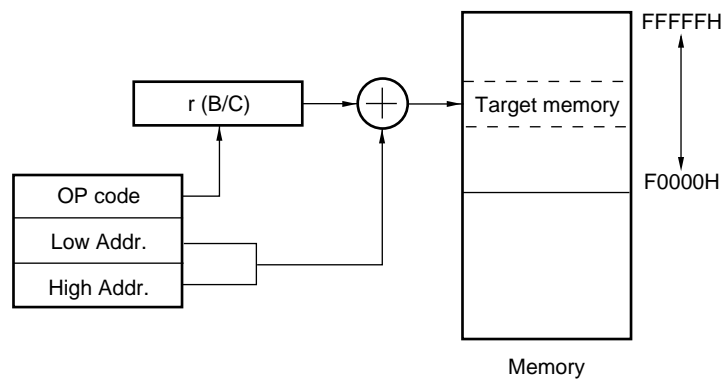 FFFFFH
r (B/C)
Target memory
OP code
F0000H
Low Addr.
High Addr.
Memory